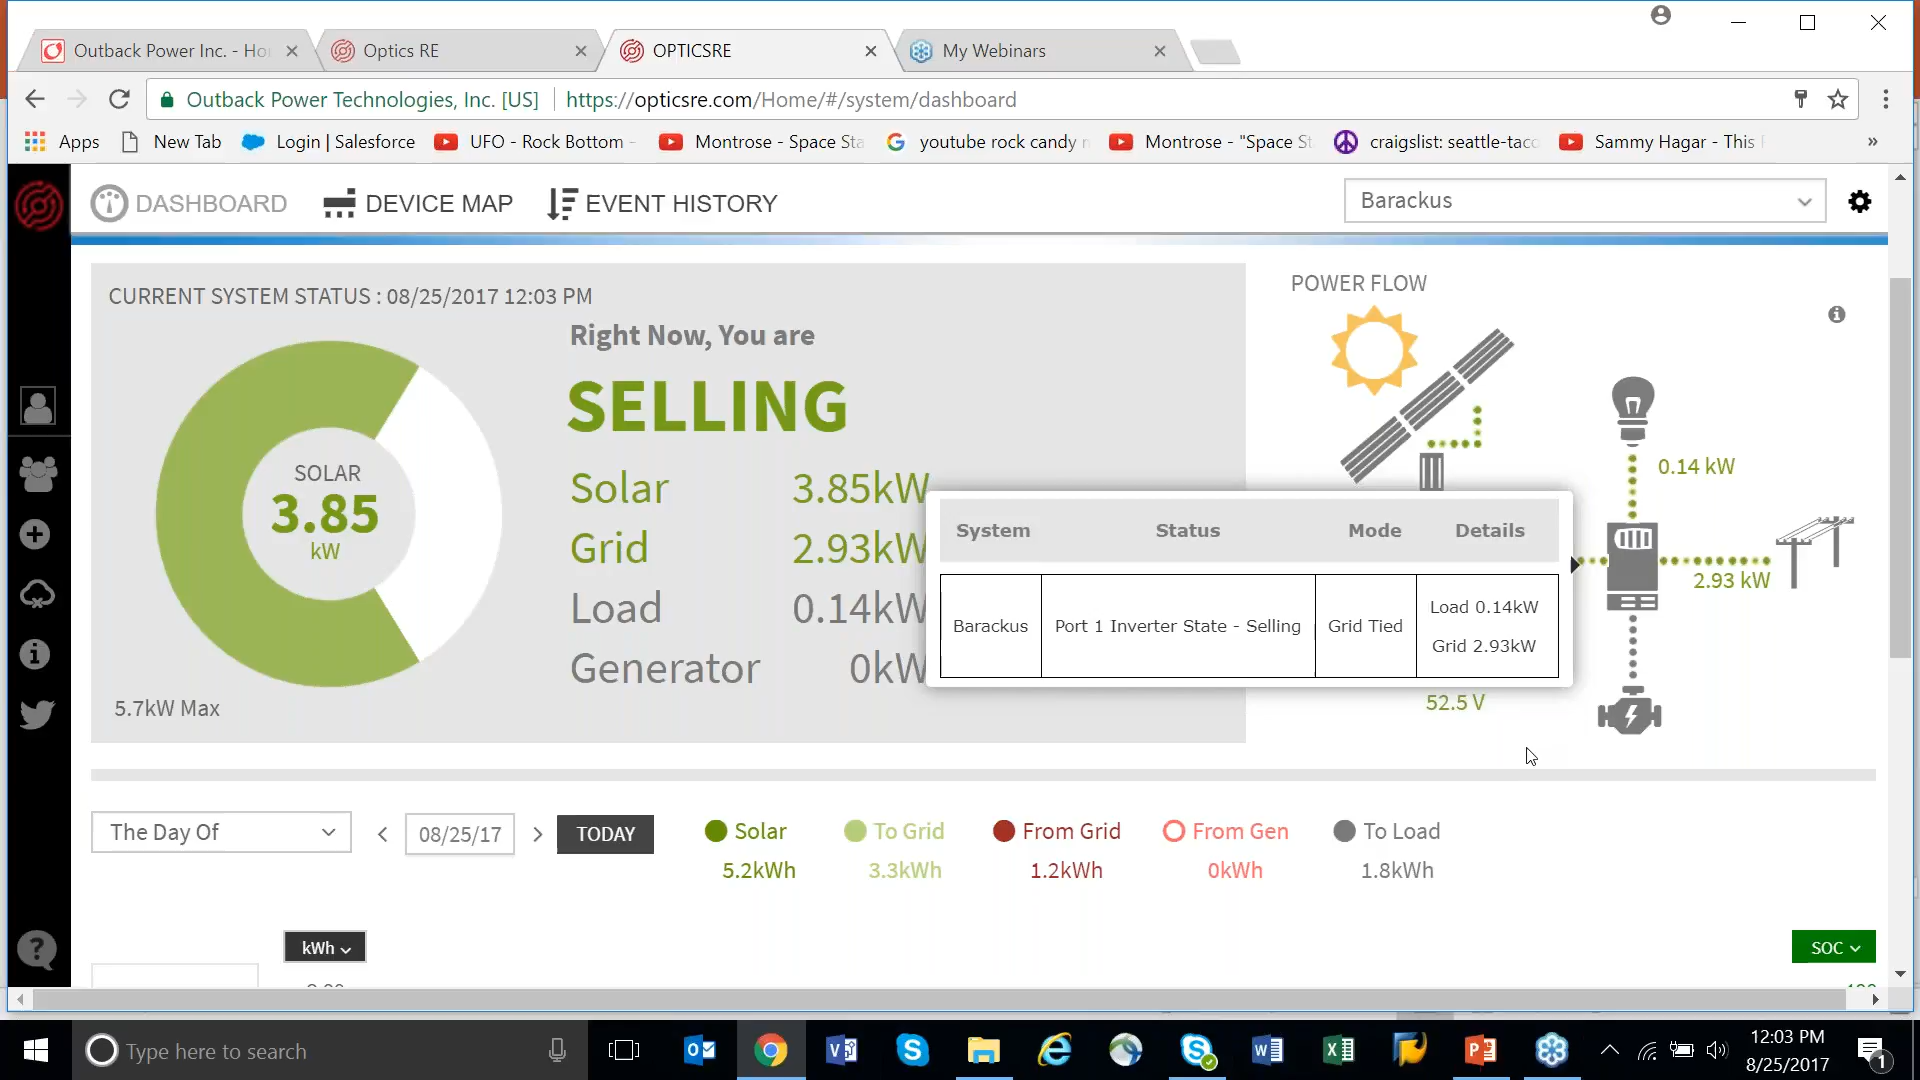 Outback Power Inc. - Ho
Optics RE
OPTICSRE
My Webinars
Outback Power Technologies, Inc. [US]
https://opticsre.com/Home/#/system/dashboard
Apps
New Tab
Login | Salesforce
UFO - Rock Bottom -
Montrose - Space Sta
youtube rock candy
Montrose - "Space St
craigslist: seattle-taco
Sammy Hagar - This
»
DASHBOARD
DEVICE MAP
EVENT HISTORY
Barackus
CURRENT SYSTEM STATUS : 08/25/2017 12:03 PM
SOLAR
3.85
kW
5.7kW Max
Right Now, You are
SELLING
Solar 3.85kW
Grid 2.93kW
Load 0.14kW
Generator 0kW
POWER FLOW
0.14 kW
2.93 kW
52.5 V
System Status Mode Details
Barackus
Port 1 Inverter State - Selling
Grid Tied
Load 0.14kW
Grid 2.93kW
The Day Of
08/25/17
TODAY
Solar
5.2kWh
To Grid
3.3kWh
From Grid
1.2kWh
From Gen
0kWh
To Load
1.8kWh
kWh
SOC
Type here to search
12:03 PM
8/25/2017
1